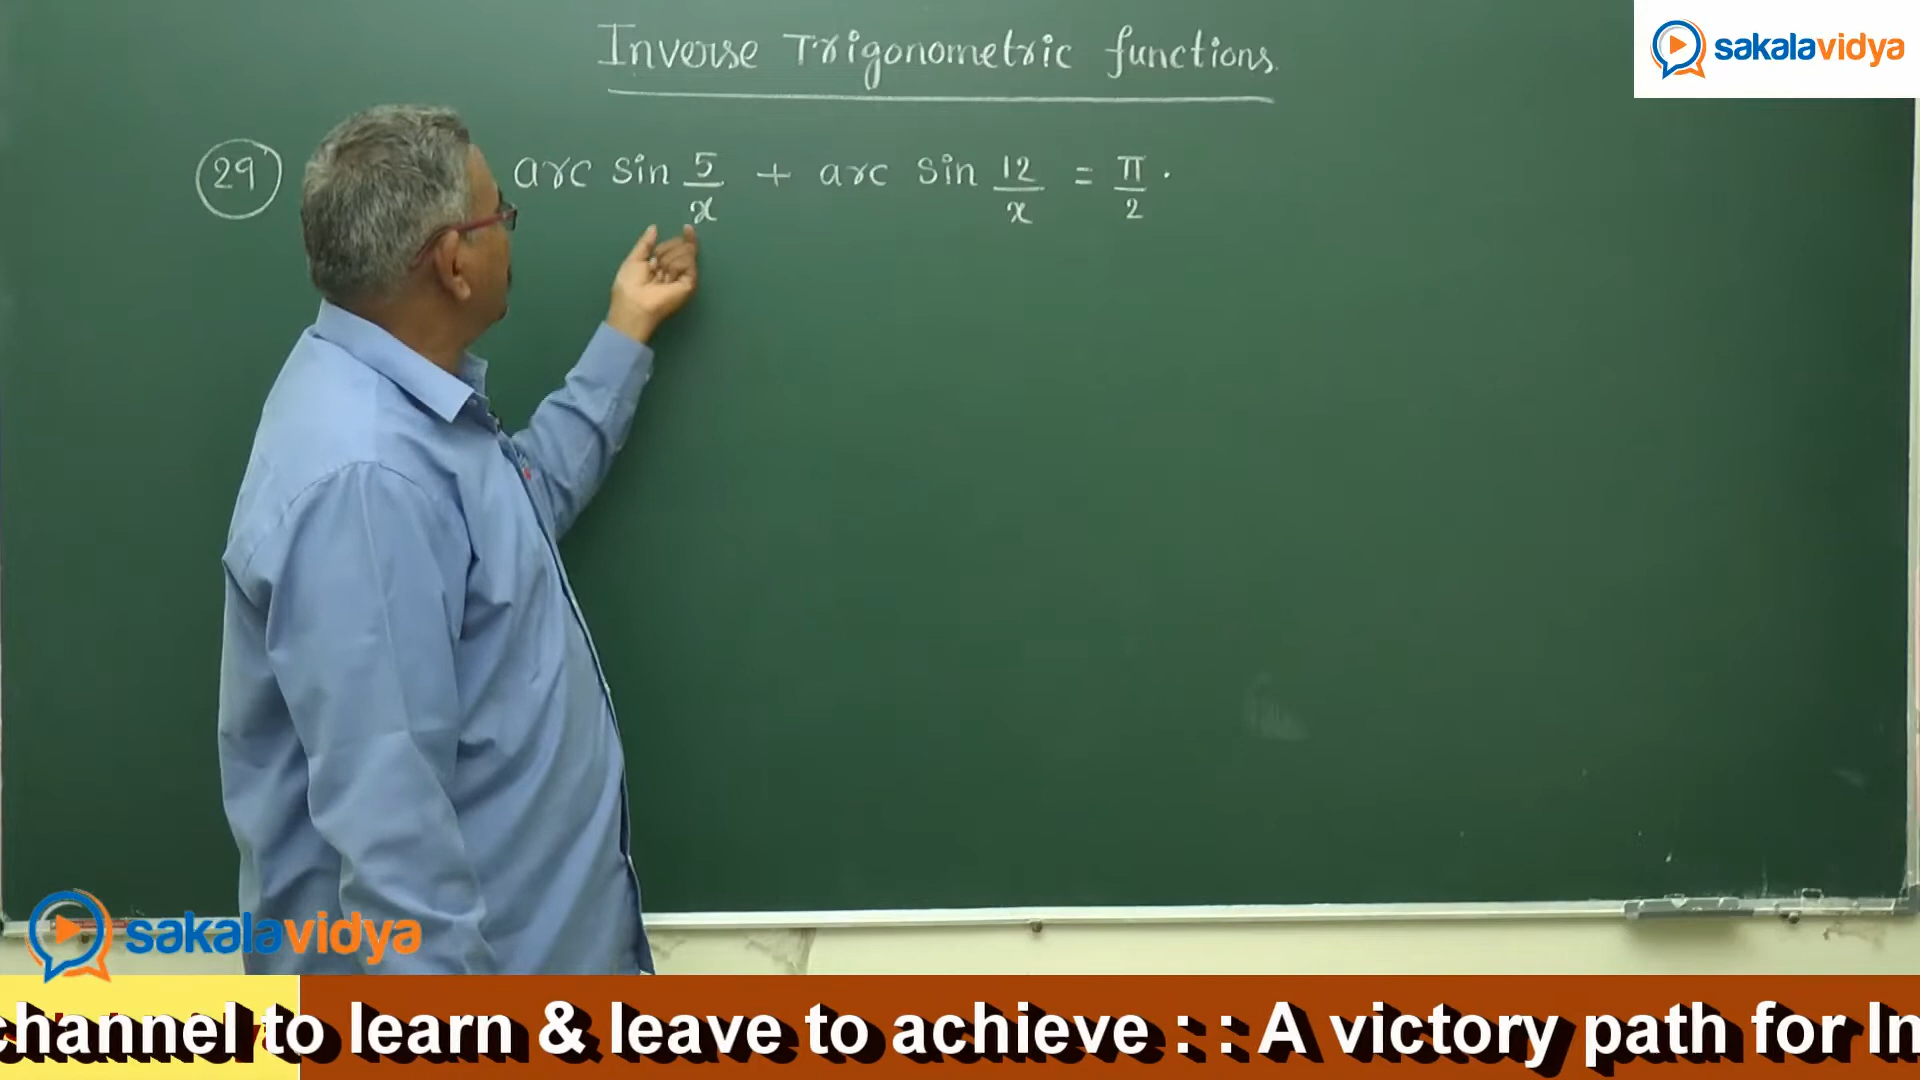 Inverse Trigonometric functions.
sakalavidya
29 arc sin 5/x + arc sin 12/x = π/2.
sakalavidya
channel to learn & leave to achieve : : A victory path for In